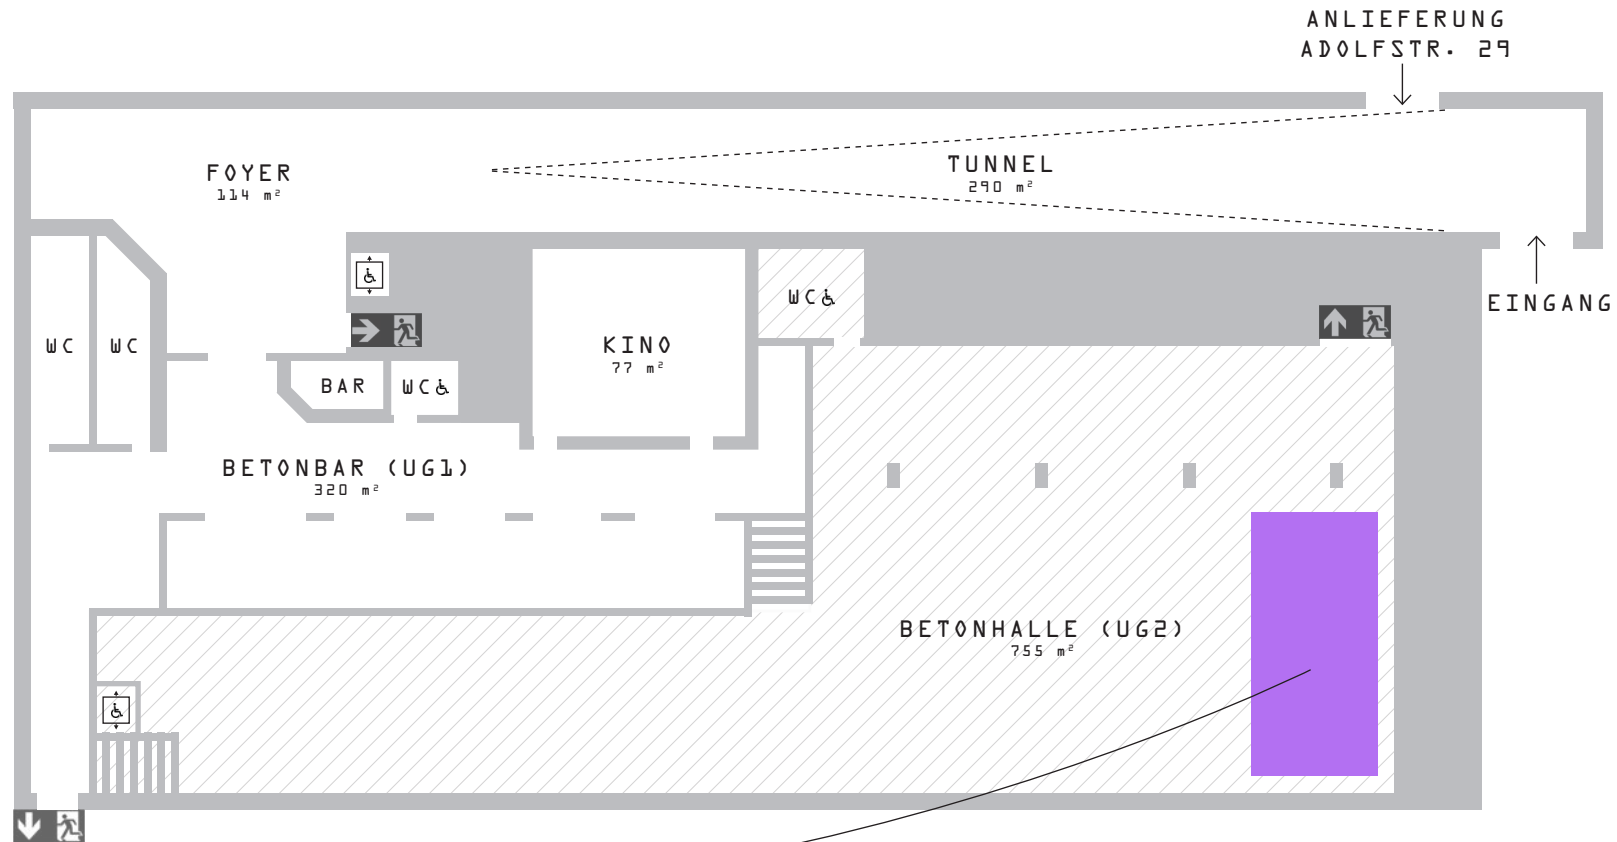 ANLIEFERUNG
ADOLFSTR. 29
FOYER
114 m²
TUNNEL
290 m²
EINGANG
WC
WC
BAR
WC
KINO
77 m²
WC
BETONBAR (UG1)
320 m²
BETONHALLE (UG2)
755 m²